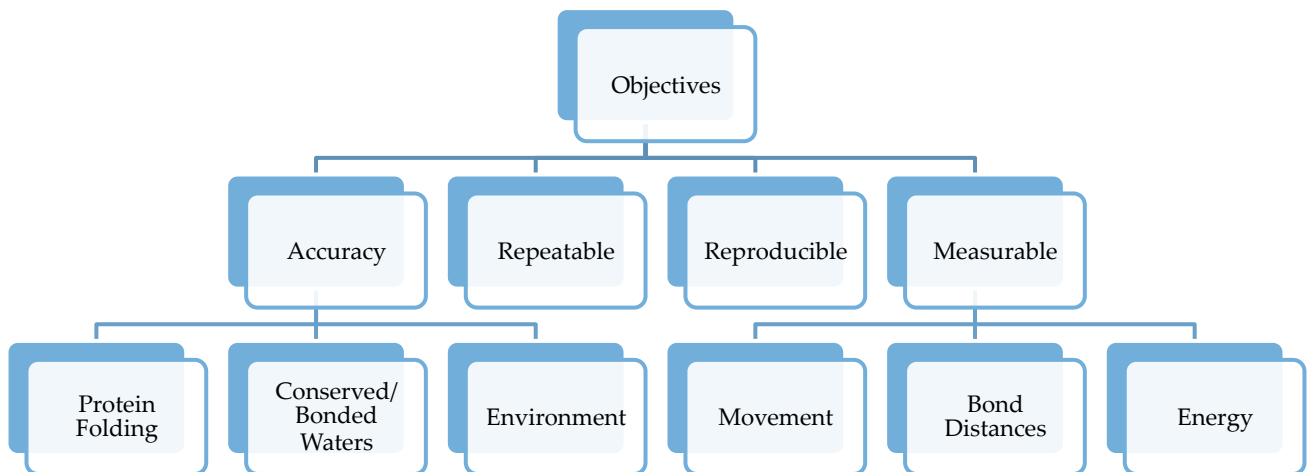 Objectives
Accuracy
Repeatable
Reproducible
Measurable
Protein
Folding
Conserved/
Bonded
Waters
Environment
Movement
Bond
Distances
Energy